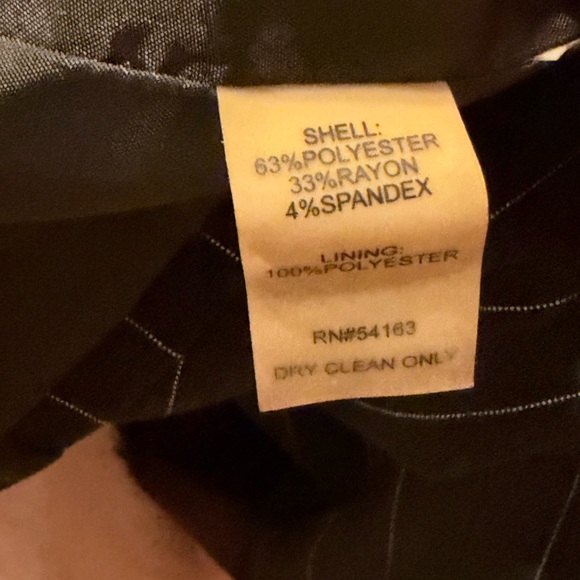 SHELL:
63%POLYESTER
33%RAYON
4%SPANDEX
LINING:
100%POLYESTER
RN#54163
DRY CLEAN ONLY